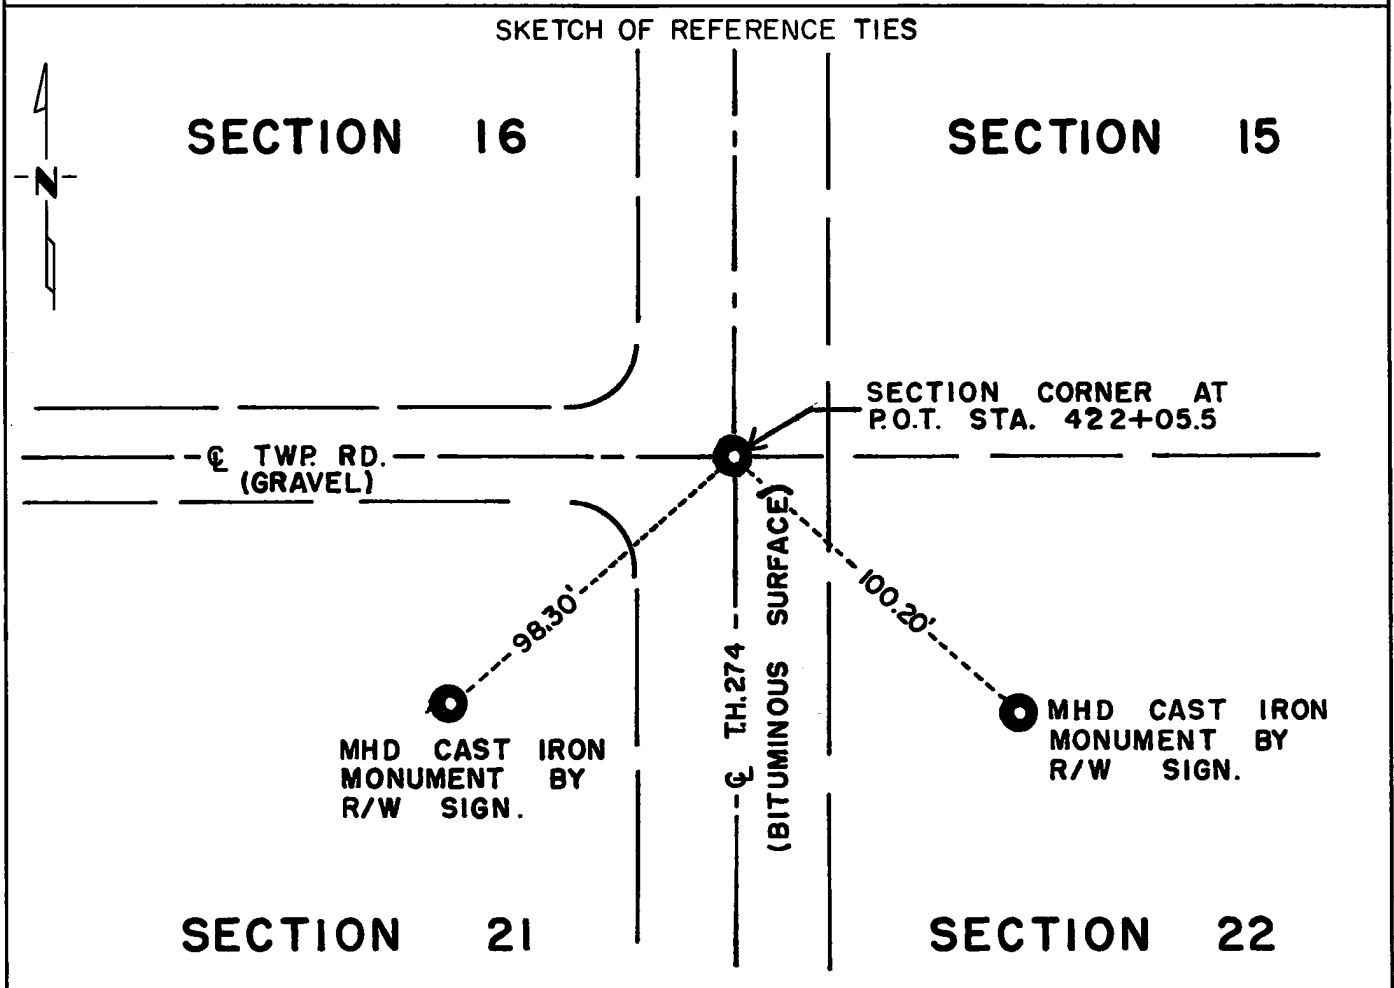 SKETCH OF REFERENCE TIES
SECTION 16
SECTION 15
N
SECTION CORNER AT
P.O.T. STA. 422+05.5
℄ TWP. RD.
(GRAVEL)
98.30'
100.20'
℄ T.H.274
(BITUMINOUS SURFACE)
MHD CAST IRON
MONUMENT BY
R/W SIGN.
MHD CAST IRON
MONUMENT BY
R/W SIGN.
SECTION 21
SECTION 22